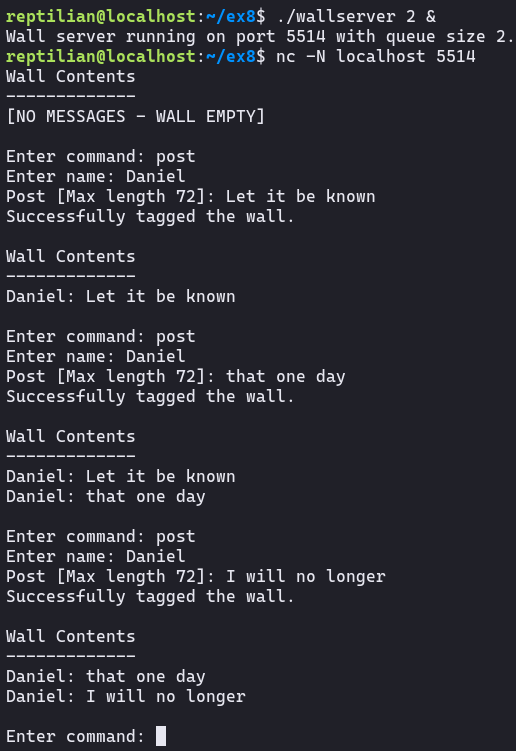 reptilian@localhost:~/ex8$ ./wallserver 2 &
Wall server running on port 5514 with queue size 2.
reptilian@localhost:~/ex8$ nc -N localhost 5514
Wall Contents
-------------
[NO MESSAGES - WALL EMPTY]
Enter command: post
Enter name: Daniel
Post [Max length 72]: Let it be known
Successfully tagged the wall.
Wall Contents
-------------
Daniel: Let it be known
Enter command: post
Enter name: Daniel
Post [Max length 72]: that one day
Successfully tagged the wall.
Wall Contents
-------------
Daniel: Let it be known
Daniel: that one day
Enter command: post
Enter name: Daniel
Post [Max length 72]: I will no longer
Successfully tagged the wall.
Wall Contents
-------------
Daniel: that one day
Daniel: I will no longer
Enter command: